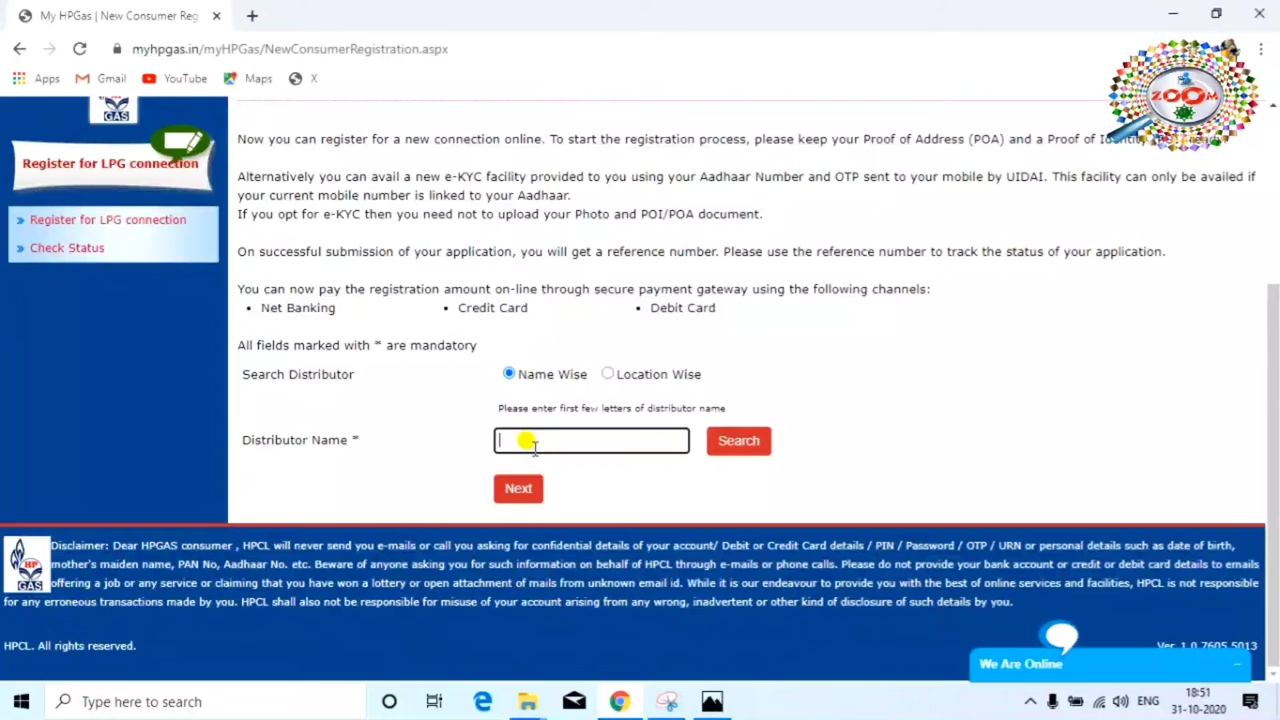 My HPGas | New Consumer Reg
myhpgas.in/myHPGas/NewConsumerRegistration.aspx
Apps Gmail YouTube Maps X
ZOOM
HP
GAS
Register for LPG connection
» Register for LPG connection
» Check Status
Now you can register for a new connection online. To start the registration process, please keep your Proof of Address (POA) and a Proof of
Alternatively you can avail a new e-KYC facility provided to you using your Aadhaar Number and OTP sent to your mobile by UIDAI. This facility can only be availed if
your current mobile number is linked to your Aadhaar.
If you opt for e-KYC then you need not to upload your Photo and POI/POA document.
On successful submission of your application, you will get a reference number. Please use the reference number to track the status of your application.
You can now pay the registration amount on-line through secure payment gateway using the following channels:
• Net Banking • Credit Card • Debit Card
All fields marked with * are mandatory
Search Distributor Name Wise Location Wise
Please enter first few letters of distributor name
Distributor Name * Search
Next
HP
GAS
Disclaimer: Dear HPGAS consumer , HPCL will never send you e-mails or call you asking for confidential details of your account/ Debit or Credit Card details / PIN / Password / OTP / URN or personal details such as date of birth,
mother's maiden name, PAN No, Aadhar No. etc. Beware of anyone asking you for such information on behalf of HPCL through e-mails or phone calls. Please do not provide your bank account or credit or debit card details to emails
offering a job or any service or claiming that you have won a lottery or open attachment of mails from unknown email id. While it is our endeavour to provide you with the best of online services and facilities, HPCL is not responsible
for any erroneous transactions made by you. HPCL shall also not be responsible for misuse of your account arising from any wrong, inadvertent or other kind of disclosure of such details by you.
HPCL. All rights reserved. Ver. 1.0.7605.5013
We Are Online
Type here to search
ENG
18:51
31-10-2020